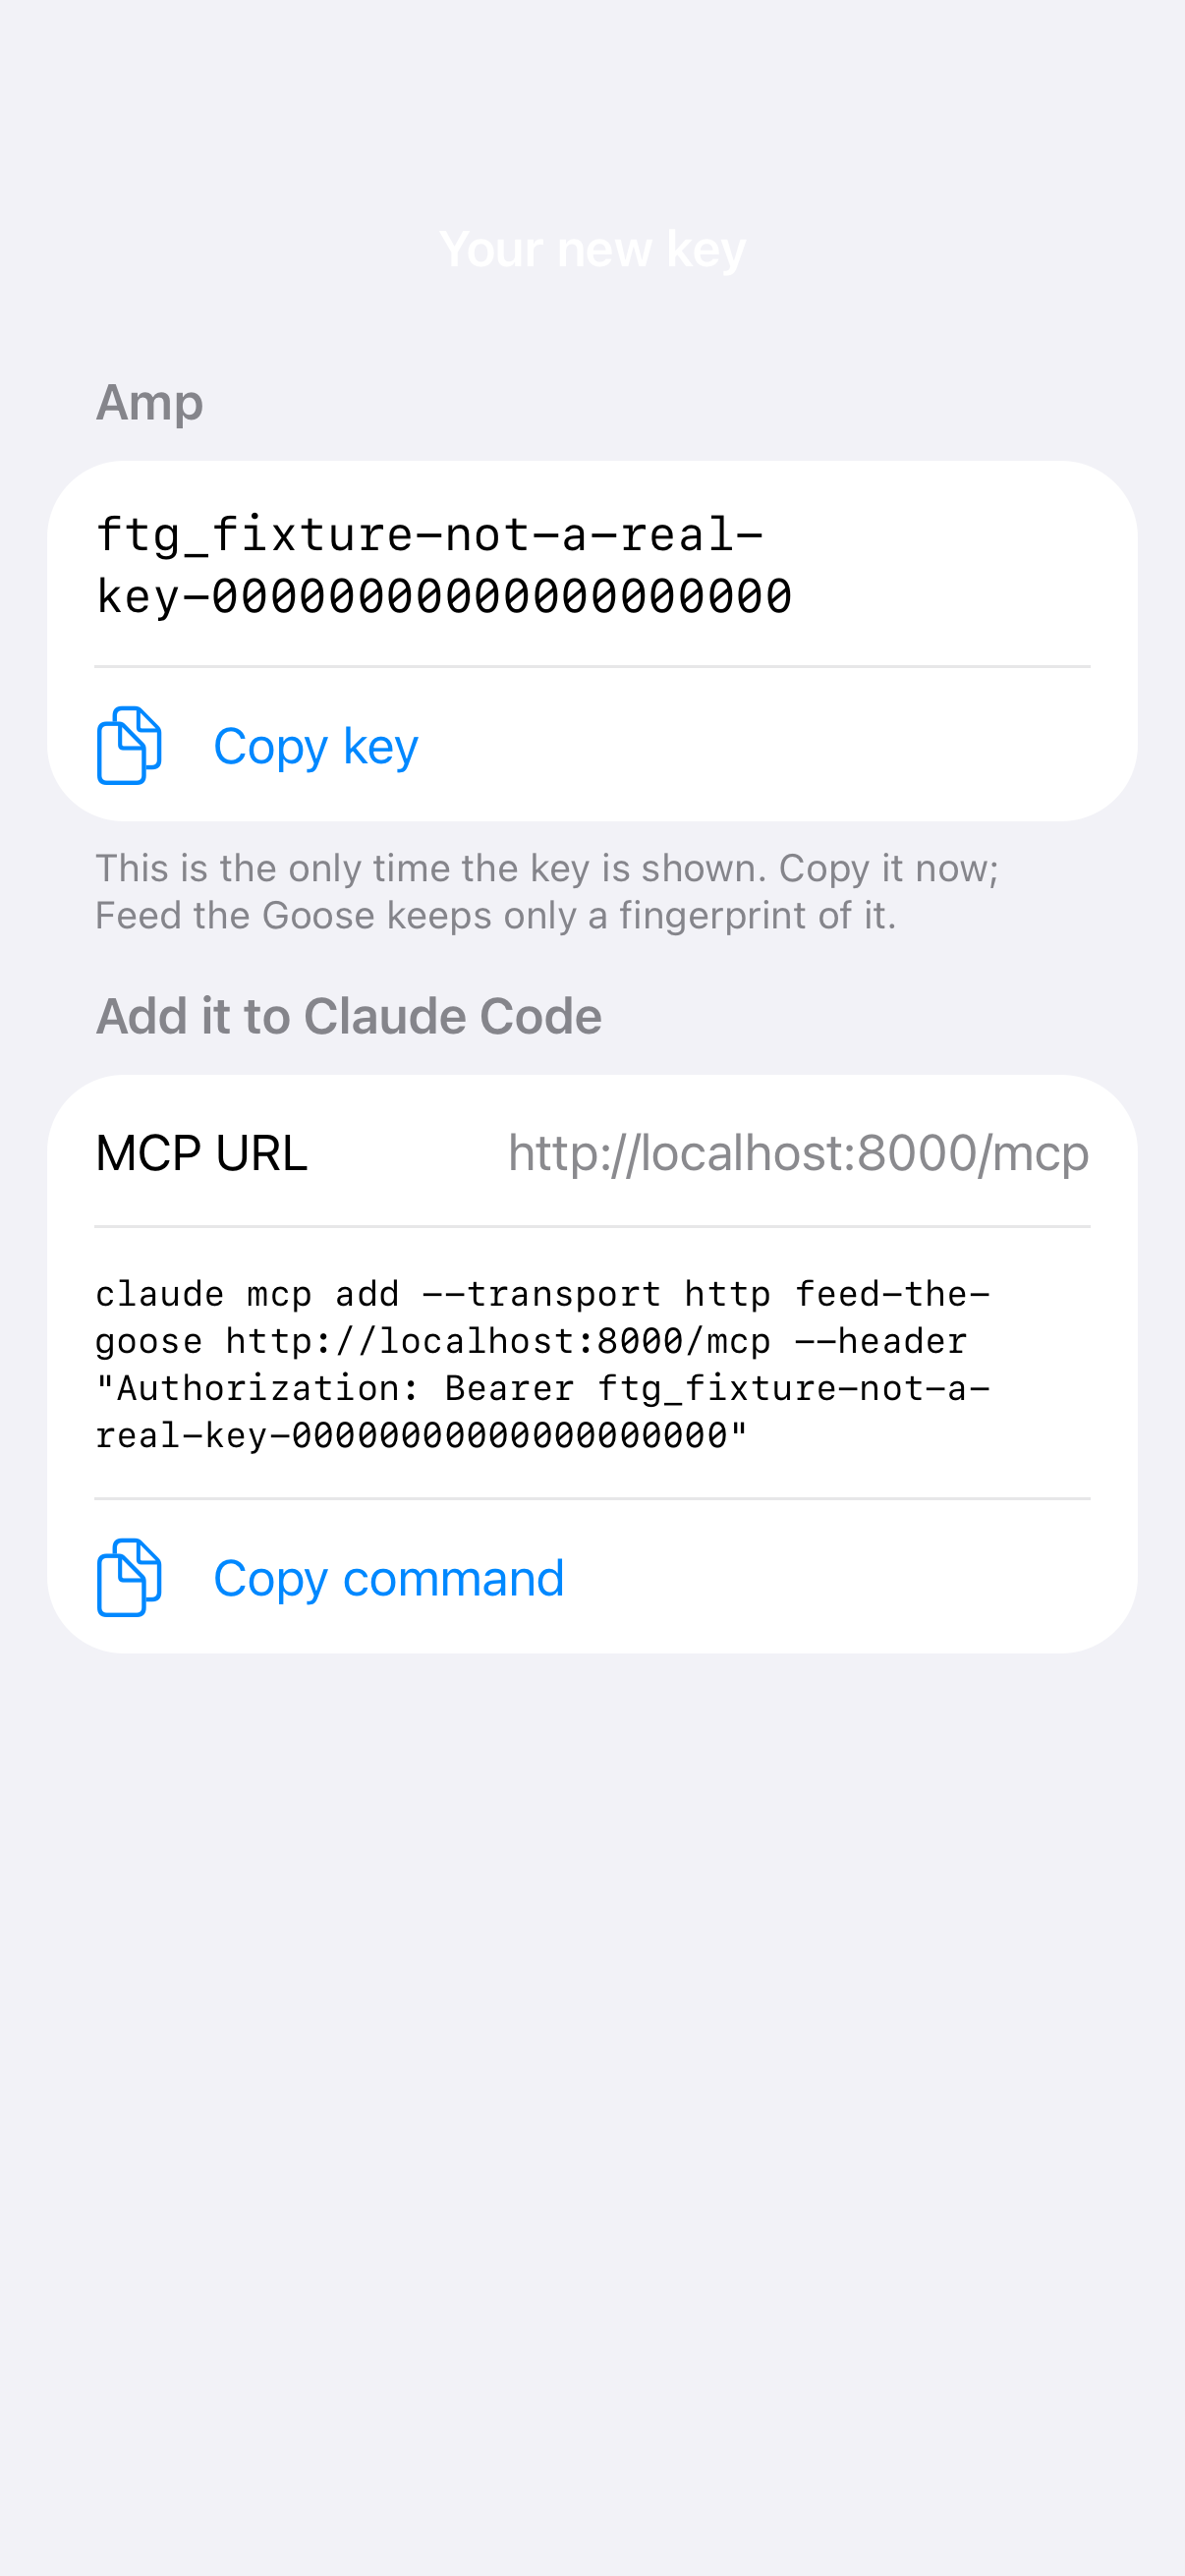 Your new key
Amp
ftg_fixture-not-a-real-
key-00000000000000000000
Copy key
This is the only time the key is shown. Copy it now;
Feed the Goose keeps only a fingerprint of it.
Add it to Claude Code
MCP URL http://localhost:8000/mcp
claude mcp add --transport http feed-the-
goose http://localhost:8000/mcp --header
"Authorization: Bearer ftg_fixture-not-a-
real-key-00000000000000000000"
Copy command